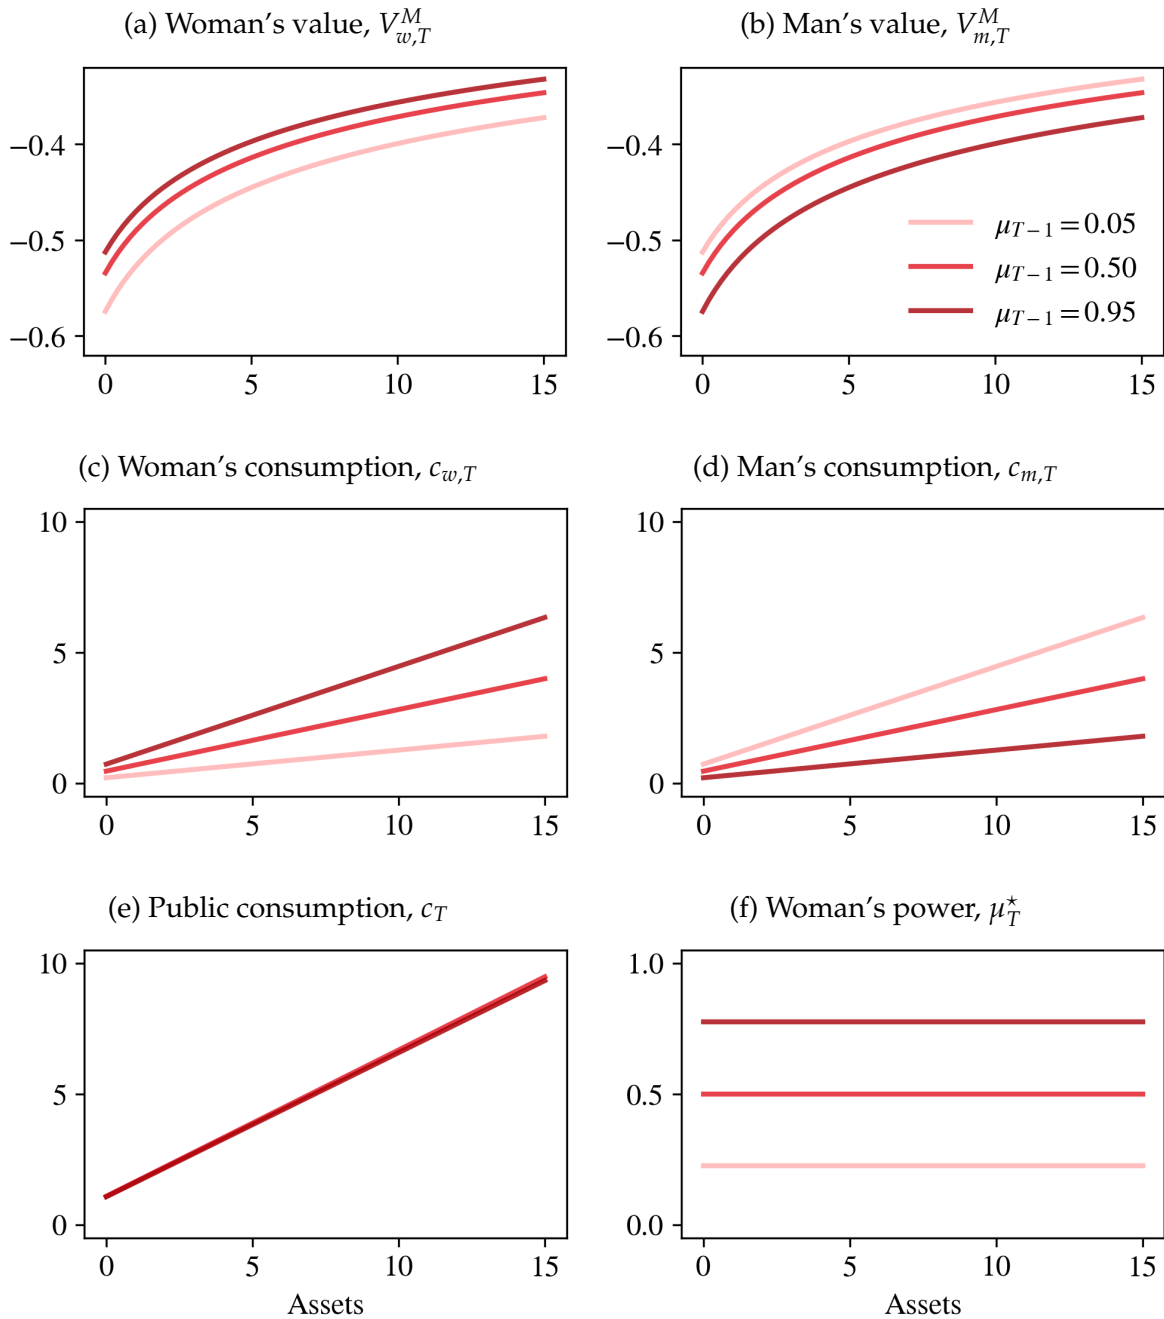 (a) Woman's value, $V^M_{w,T}$
(b) Man's value, $V^M_{m,T}$
−0.4
−0.5
−0.6
0 5 10 15
−0.4
−0.5
−0.6
μ_{T−1} = 0.05
μ_{T−1} = 0.50
μ_{T−1} = 0.95
0 5 10 15
(c) Woman's consumption, $c_{w,T}$
(d) Man's consumption, $c_{m,T}$
10
5
0
0 5 10 15
10
5
0
0 5 10 15
(e) Public consumption, $c_T$
(f) Woman's power, $μ^⋆_T$
10
5
0
0 5 10 15
Assets
1.0
0.5
0.0
0 5 10 15
Assets